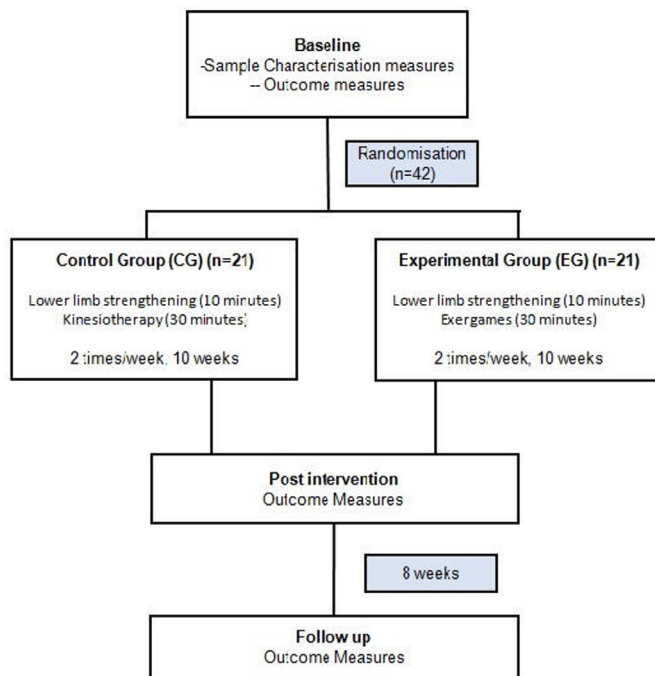 Baseline
-Sample Characterisation measures
-- Outcome measures
Randomisation
(n=42)
Control Group (CG) (n=21)
Lower limb strengthening (10 minutes)
Kinesiotherapy (30 minutes)
2 times/week, 10 weeks
Experimental Group (EG) (n=21)
Lower limb strengthening (10 minutes)
Exergames (30 minutes)
2 times/week, 10 weeks
Post intervention
Outcome Measures
8 weeks
Follow up
Outcome Measures